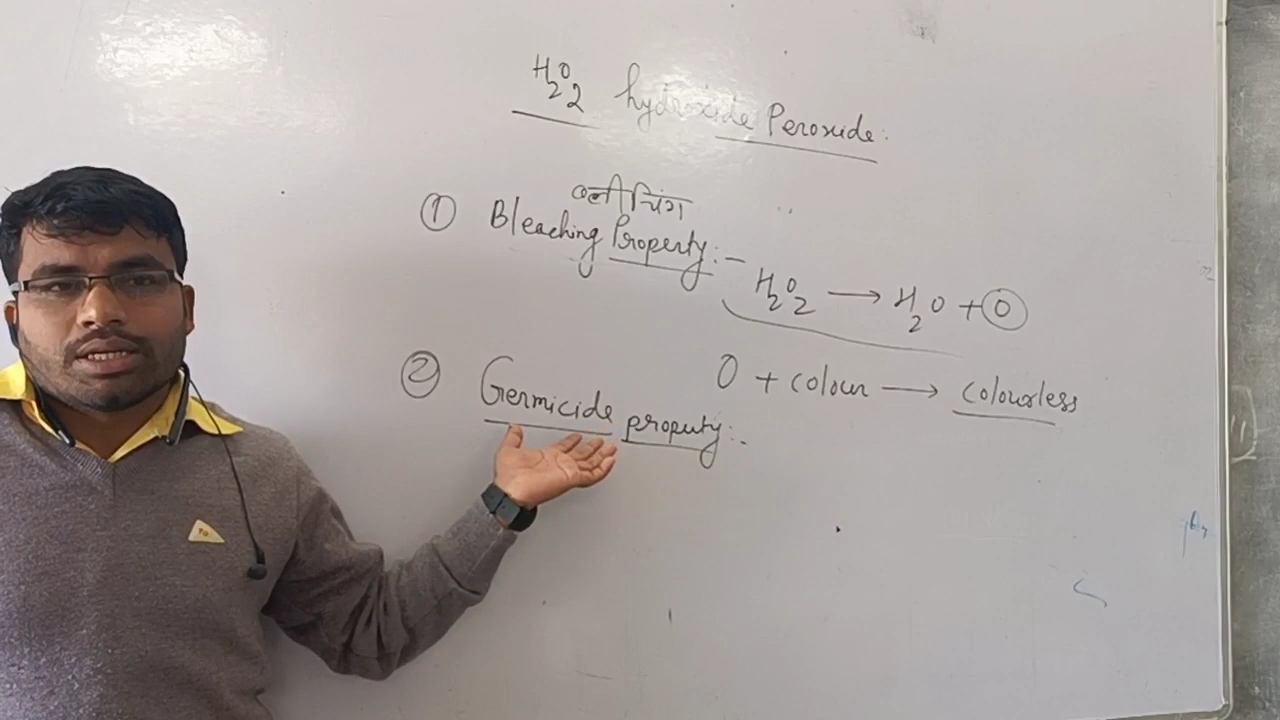 H₂O₂ hydroxide Peroxide:
ब्लीचिंग
① Bleaching Property:-
H₂O₂ → H₂O + O
O + colour → colourless
② Germicide property:-